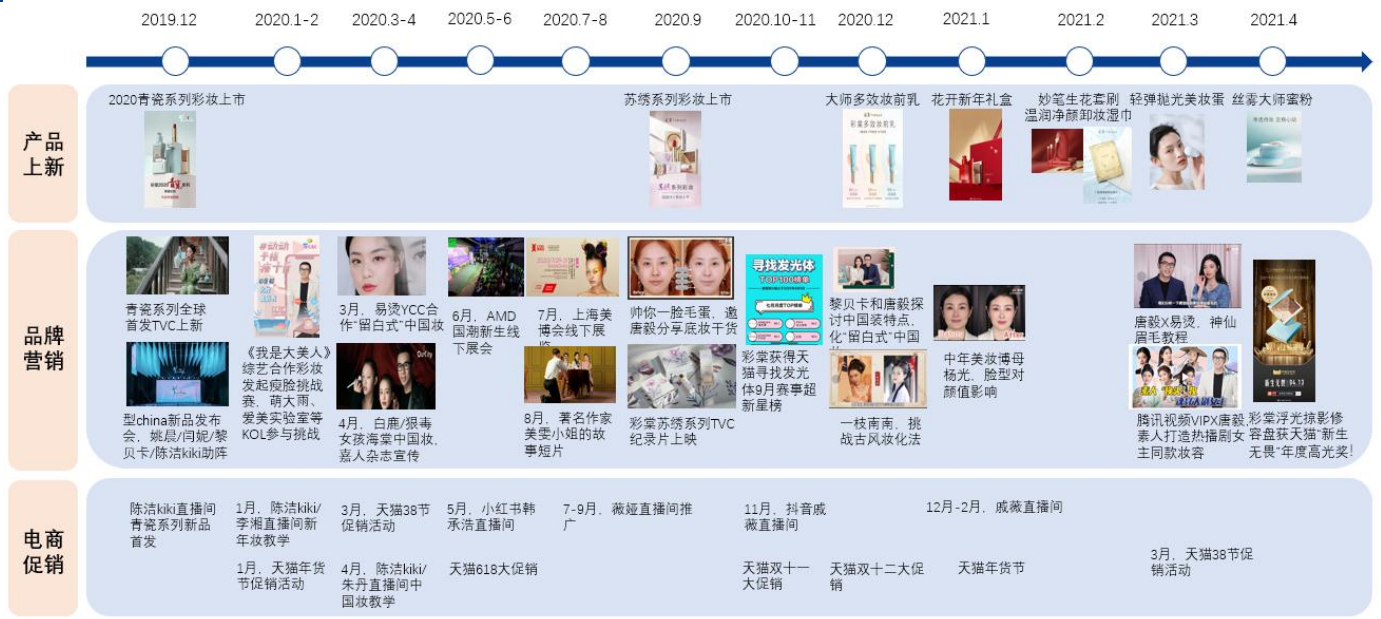 2019.12
2020.1-2
2020.3-4
2020.5-6
2020.7-8
2020.9
2020.10-11
2020.12
2021.1
2021.2
2021.3
2021.4
产品
上新
2020青瓷系列彩妆上市
苏绣系列彩妆上市
大师多效妆前乳
彩棠多效妆前乳
花开新年礼盒
妙笔生花套刷
温润净颜卸妆湿巾
轻弹抛光美妆蛋
丝雾大师蜜粉
品牌
营销
青瓷系列全球
首发TVC上新
型china新品发布
会，姚晨/闫妮/黎
贝卡/陈洁kiki助阵
《我是大美人》
综艺合作彩妆
发起瘦脸挑战
赛，萌大雨、
爱美实验室等
KOL参与挑战
3月，易烫YCC合
作“留白式”中国妆
4月，白鹿/狠毒
女孩海棠中国妆，
嘉人杂志宣传
6月，AMD
国潮新生线
下展会
7月，上海美
博会线下展
8月，著名作家
美雯小姐的故
事短片
帅你一脸毛蛋，邀
唐毅分享底妆干货
彩棠苏绣系列TVC
纪录片上映
寻找发光体
TOP100榜单
七月月度TOP榜单
彩棠获得天
猫寻找发光
体9月赛事超
新星榜
黎贝卡和唐毅探
讨中国装特点，
化“留白式”中国
一枝南南，挑
战古风妆化法
中年美妆博母
杨光，脸型对
颜值影响
唐毅X易烫，神仙
眉毛教程
腾讯视频VIPX唐毅，
素人打造热播剧女
主同款妆容
彩棠浮光掠影修
容盘获天猫“新生
无畏”年度高光奖！
电商
促销
陈洁kiki直播间
青瓷系列新品
首发
1月，陈洁kiki/
李湘直播间新
年妆教学
1月，天猫年货
节促销活动
3月，天猫38节
促销活动
4月，陈洁kiki/
朱丹直播间中
国妆教学
5月，小红书韩
承浩直播间
天猫618大促销
7-9月，薇娅直播间推
广
11月，抖音戚
薇直播间
天猫双十一
大促销
天猫双十二大促
销
12月-2月，戚薇直播间
天猫年货节
3月，天猫38节促
销活动